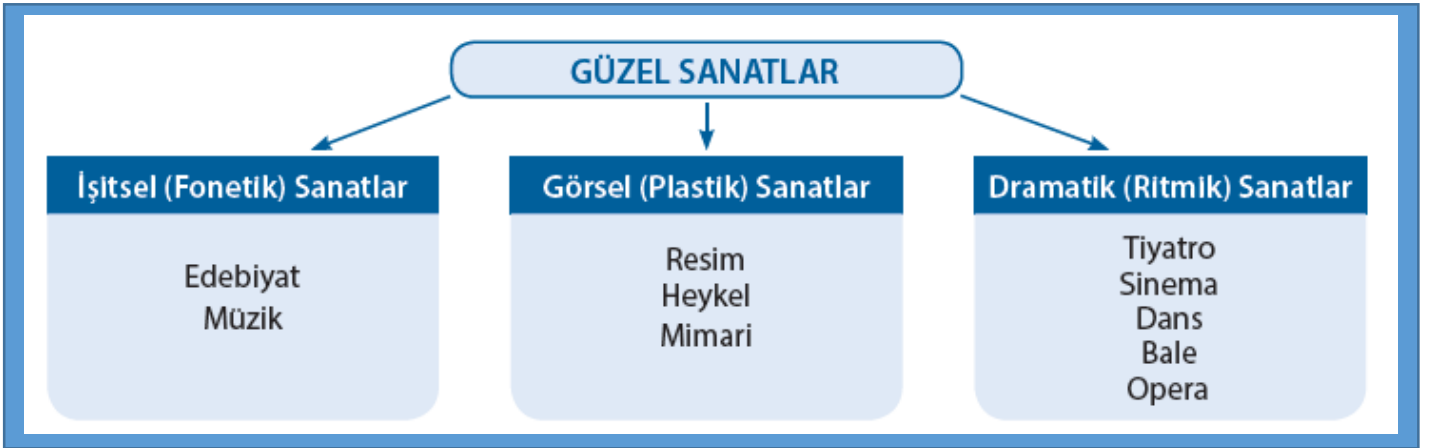 GÜZEL SANATLAR
İşitsel (Fonetik) Sanatlar
Edebiyat
Müzik
Görsel (Plastik) Sanatlar
Resim
Heykel
Mimari
Dramatik (Ritmik) Sanatlar
Tiyatro
Sinema
Dans
Bale
Opera